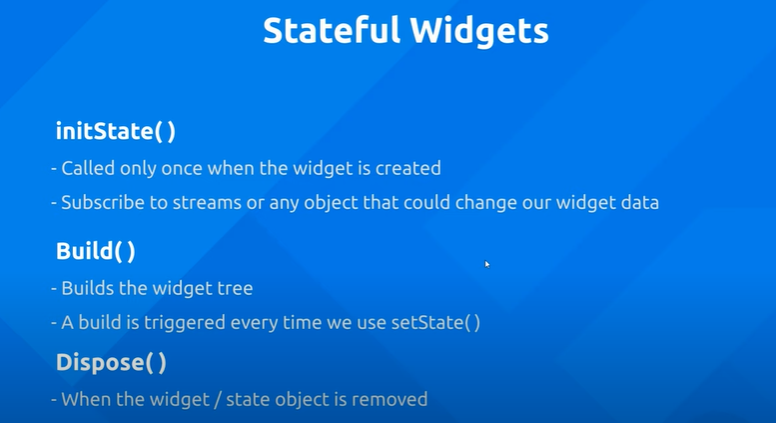 Stateful Widgets
initState( )
- Called only once when the widget is created
- Subscribe to streams or any object that could change our widget data
Build( )
- Builds the widget tree
- A build is triggered every time we use setState( )
Dispose( )
- When the widget / state object is removed